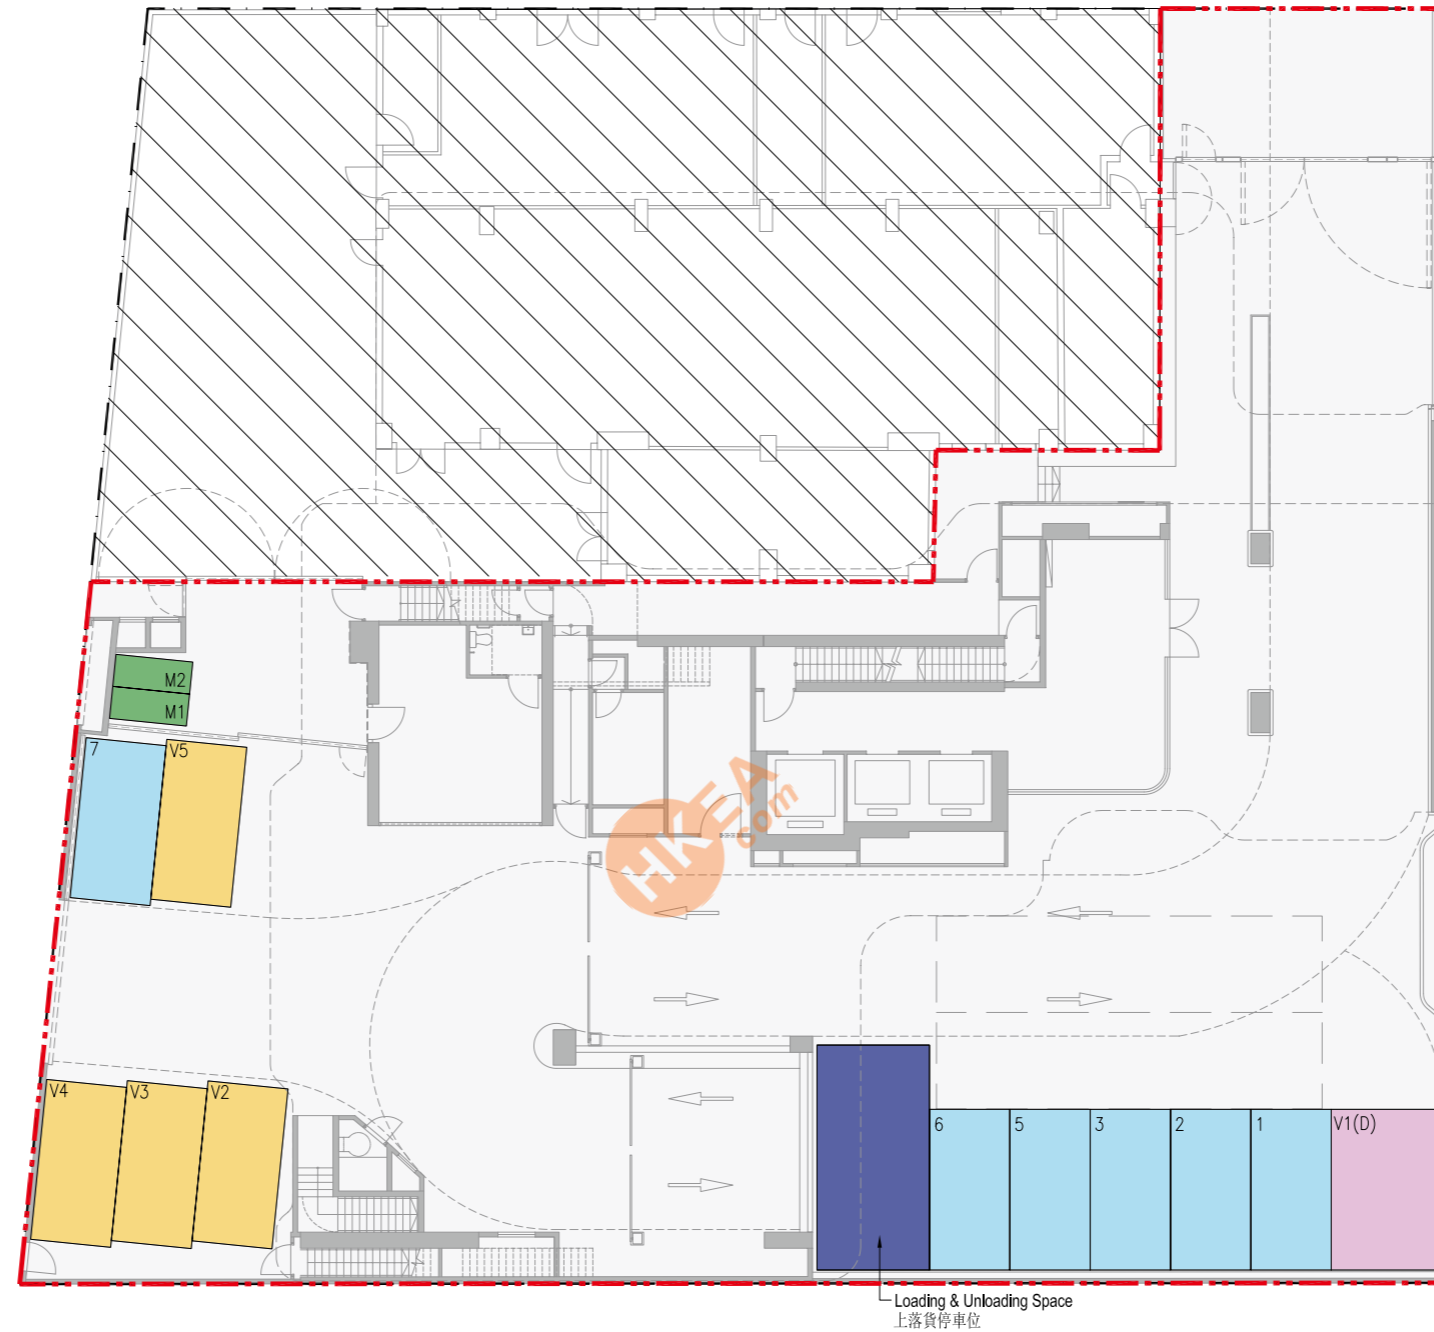 M2
M1
7
V5
HKEA
com
V4
V3
V2
6
5
3
2
1
V1(D)
Loading & Unloading Space
上落貨停車位